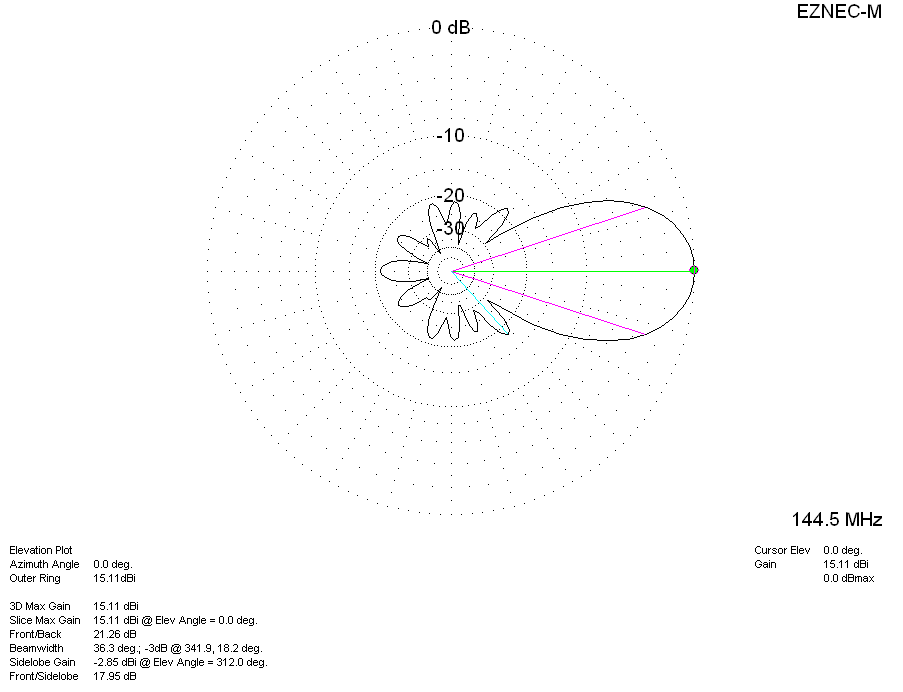 EZNEC-M
0 dB
-10
-20
-30
144.5 MHz
Elevation Plot
Azimuth Angle 0.0 deg.
Outer Ring 15.11dBi
3D Max Gain 15.11 dBi
Slice Max Gain 15.11 dBi @ Elev Angle = 0.0 deg.
Front/Back 21.26 dB
Beamwidth 36.3 deg.; -3dB @ 341.9, 18.2 deg.
Sidelobe Gain -2.85 dBi @ Elev Angle = 312.0 deg.
Front/Sidelobe 17.95 dB
Cursor Elev 0.0 deg.
Gain 15.11 dBi
0.0 dBmax